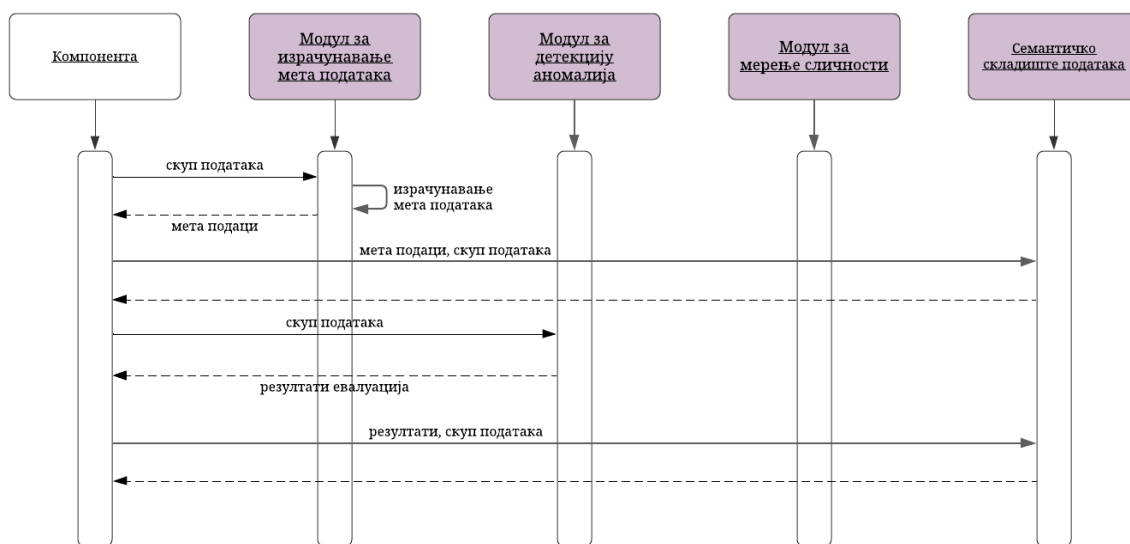 Компонента
Модул за
израчунавање
мета података
Модул за
детекцију
аномалија
Модул за
мерење сличности
Семантичко
складиште података
скуп података
израчунавање
мета података
мета подаци
мета подаци, скуп података
скуп података
резултати евалуација
резултати, скуп података